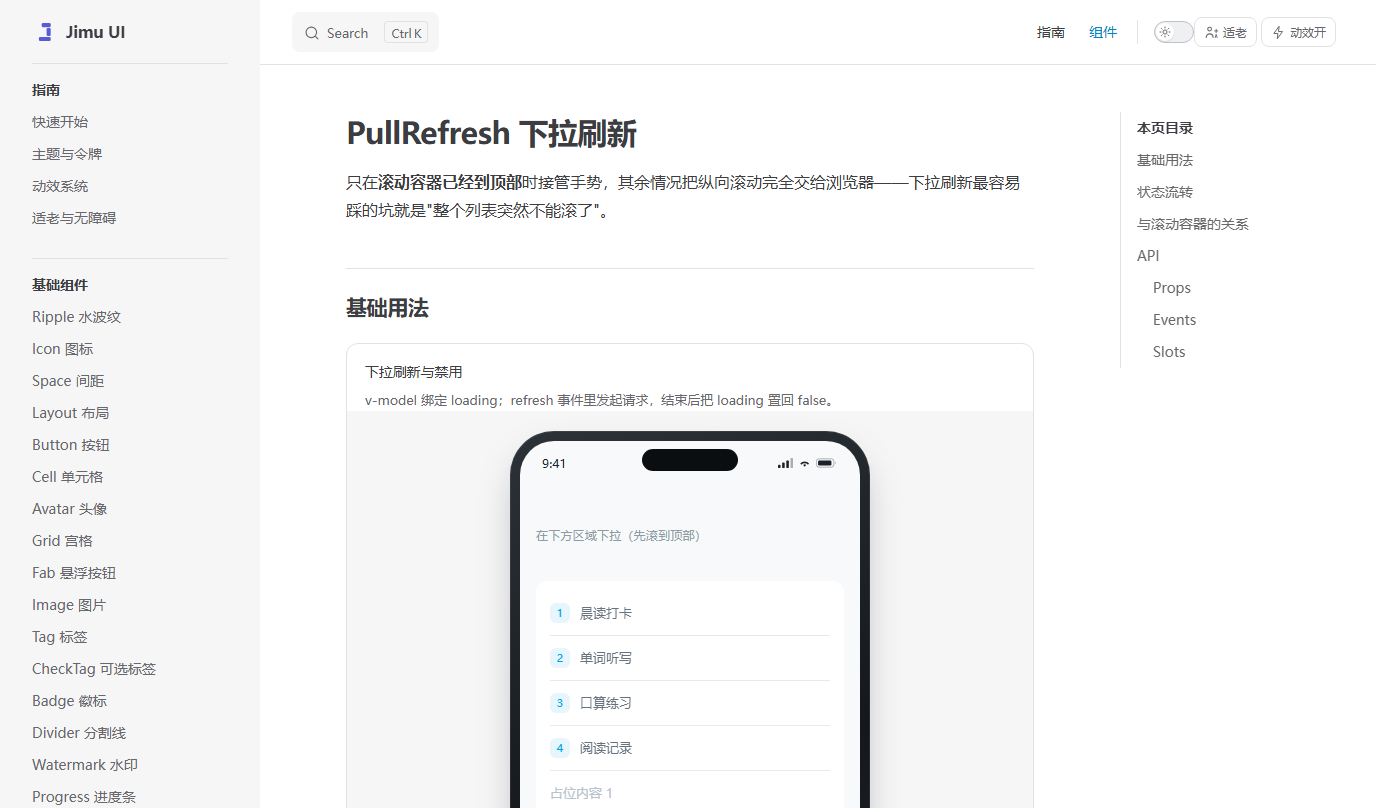 Jimu UI
Search Ctrl K
指南 组件 适老 动效开
指南
快速开始
主题与令牌
动效系统
适老与无障碍
基础组件
Ripple 水波纹
Icon 图标
Space 间距
Layout 布局
Button 按钮
Cell 单元格
Avatar 头像
Grid 宫格
Fab 悬浮按钮
Image 图片
Tag 标签
CheckTag 可选标签
Badge 徽标
Divider 分割线
Watermark 水印
Progress 进度条
PullRefresh 下拉刷新
只在滚动容器已经到顶部时接管手势，其余情况把纵向滚动完全交给浏览器——下拉刷新最容易
踩的坑就是"整个列表突然不能滚了"。
基础用法
下拉刷新与禁用
v-model 绑定 loading；refresh 事件里发起请求，结束后把 loading 置回 false。
9:41
在下方区域下拉（先滚到顶部）
1 晨读打卡
2 单词听写
3 口算练习
4 阅读记录
占位内容 1
本页目录
基础用法
状态流转
与滚动容器的关系
API
Props
Events
Slots